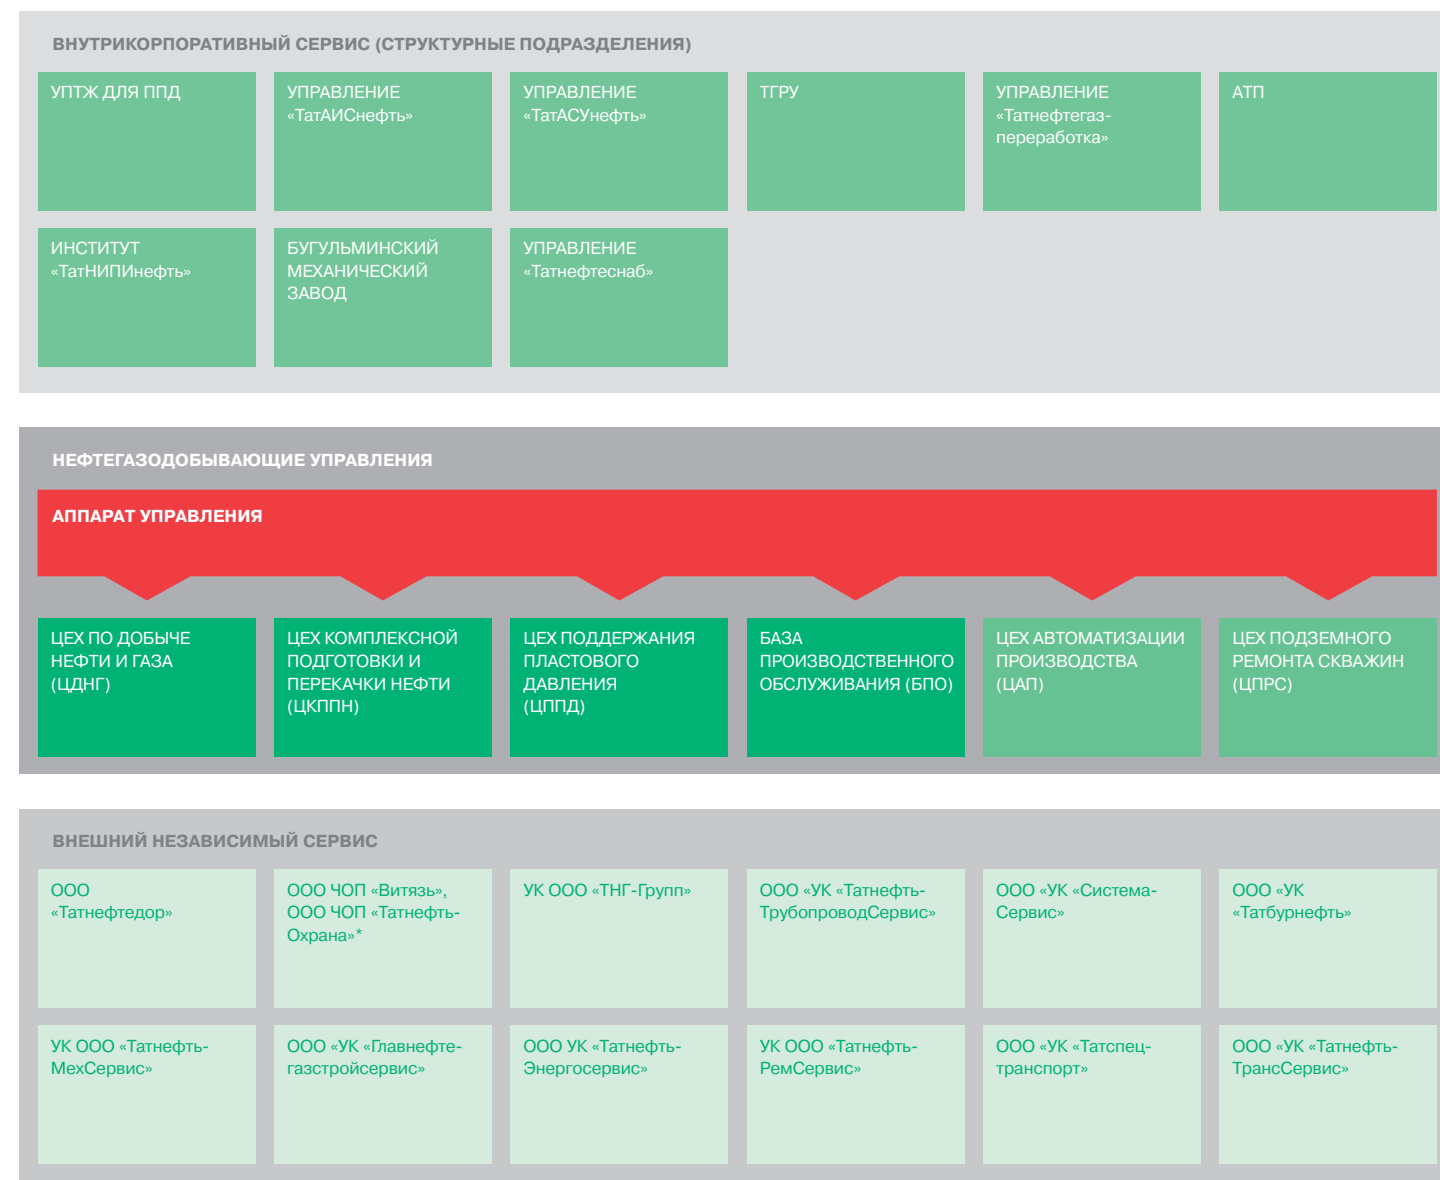 ВНУТРИКОРПОРАТИВНЫЙ СЕРВИС (СТРУКТУРНЫЕ ПОДРАЗДЕЛЕНИЯ)
УПТЖ ДЛЯ ППД
УПРАВЛЕНИЕ
«ТатАИСнефть»
УПРАВЛЕНИЕ
«ТатАСУнефть»
ТГРУ
УПРАВЛЕНИЕ
«Татнефтегаз-
переработка»
АТП
ИНСТИТУТ
«ТатНИПИнефть»
БУГУЛЬМИНСКИЙ
МЕХАНИЧЕСКИЙ
ЗАВОД
УПРАВЛЕНИЕ
«Татнефтеснаб»
НЕФТЕГАЗОДОБЫВАЮЩИЕ УПРАВЛЕНИЯ
АППАРАТ УПРАВЛЕНИЯ
ЦЕХ ПО ДОБЫЧЕ
НЕФТИ И ГАЗА
(ЦДНГ)
ЦЕХ КОМПЛЕКСНОЙ
ПОДГОТОВКИ И
ПЕРЕКАЧКИ НЕФТИ
(ЦКППН)
ЦЕХ ПОДДЕРЖАНИЯ
ПЛАСТОВОГО
ДАВЛЕНИЯ
(ЦППД)
БАЗА
ПРОИЗВОДСТВЕННОГО
ОБСЛУЖИВАНИЯ (БПО)
ЦЕХ АВТОМАТИЗАЦИИ
ПРОИЗВОДСТВА
(ЦАП)
ЦЕХ ПОДЗЕМНОГО
РЕМОНТА СКВАЖИН
(ЦПРС)
ВНЕШНИЙ НЕЗАВИСИМЫЙ СЕРВИС
ООО
«Татнефтедор»
ООО ЧОП «Витязь»,
ООО ЧОП «Татнефть-
Охрана»*
УК ООО «ТНГ-Групп»
ООО «УК «Татнефть-
ТрубопроводСервис»
ООО «УК «Система-
Сервис»
ООО «УК
«Татбурнефть»
УК ООО «Татнефть-
МехСервис»
ООО «УК «Главнефте-
газстройсервис»
ООО УК «Татнефть-
Энергосервис»
УК ООО «Татнефть-
РемСервис»
ООО «УК «Татспец-
транспорт»
ООО «УК «Татнефть-
ТрансСервис»